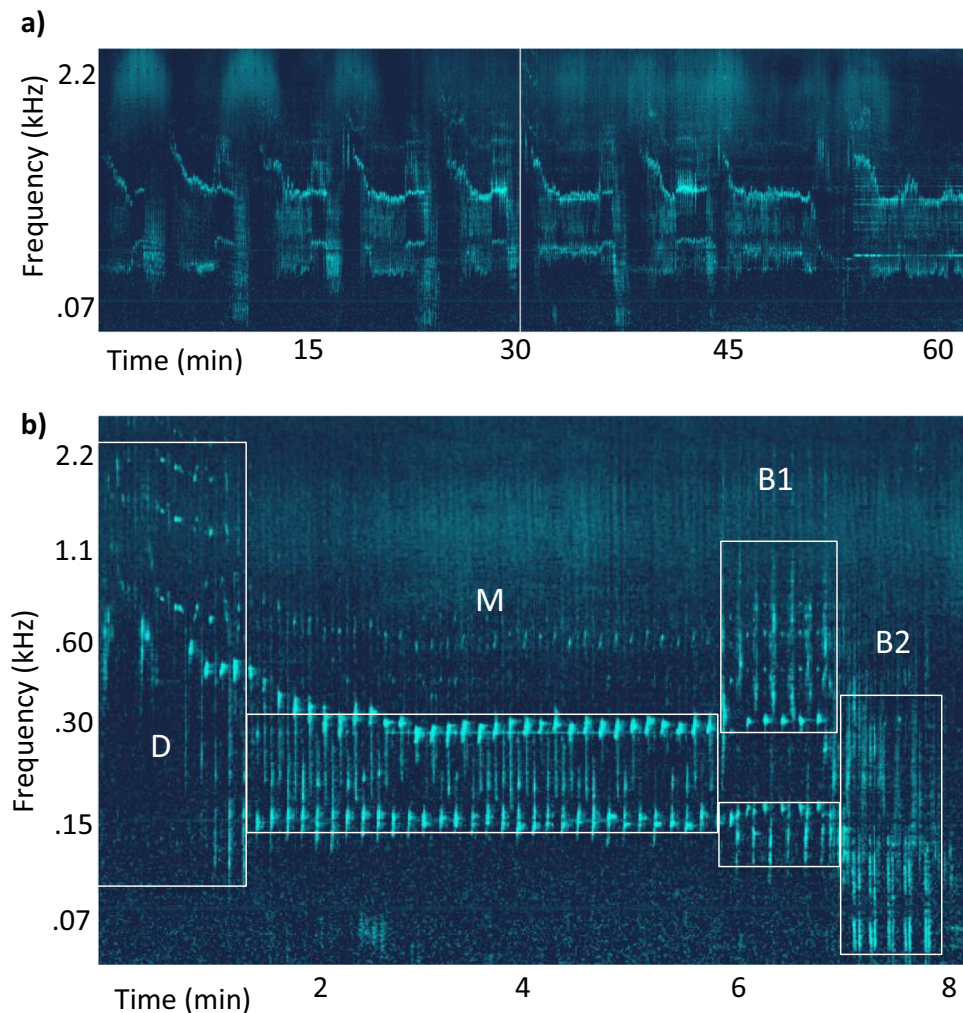 a)
Frequency (kHz)
2.2
.07
Time (min)
15
30
45
60
b)
Frequency (kHz)
2.2
1.1
.60
.30
.15
.07
D
M
B1
B2
Time (min)
2
4
6
8